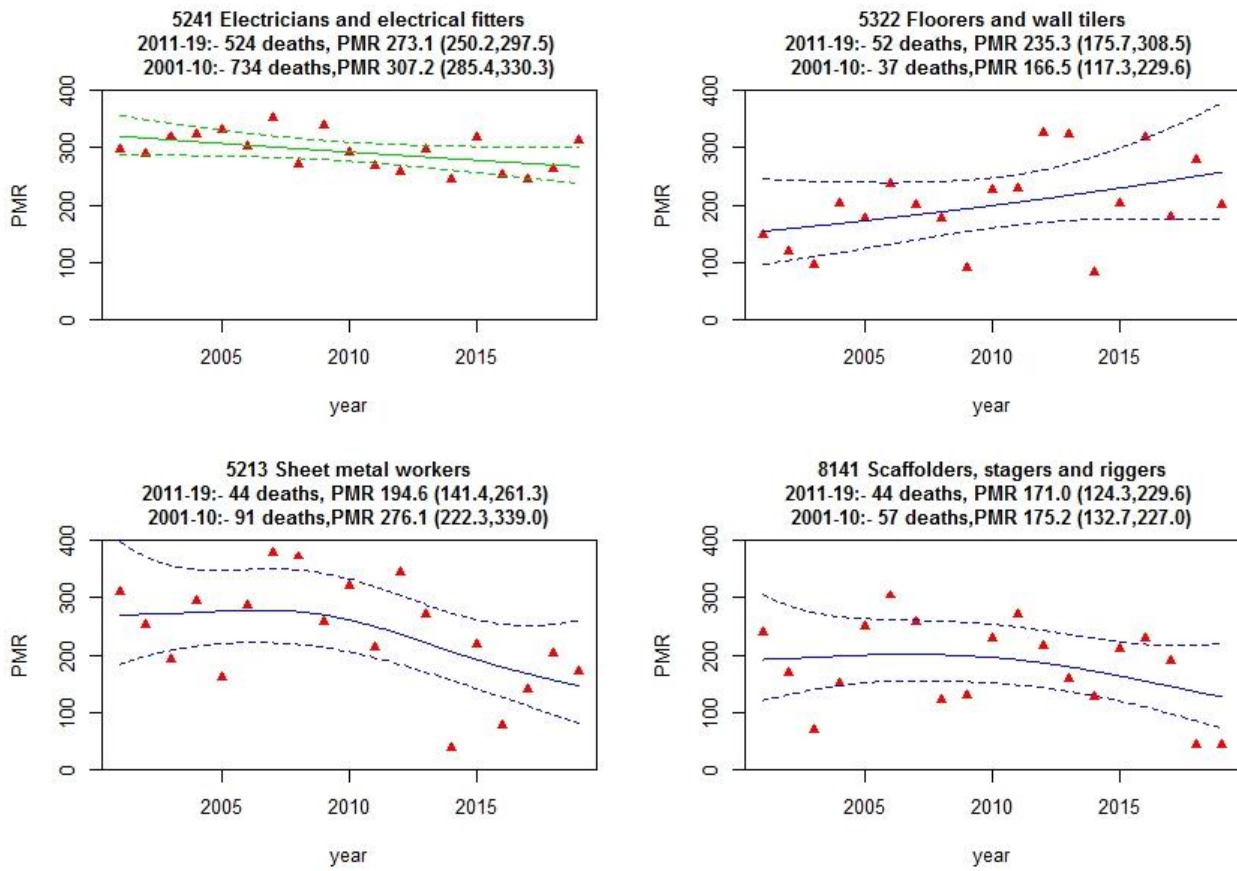 5241 Electricians and electrical fitters
2011-19:- 524 deaths, PMR 273.1 (250.2,297.5)
2001-10:- 734 deaths,PMR 307.2 (285.4,330.3)
400
300
200
100
0
PMR
2005 2010 2015
year
5322 Floorers and wall tilers
2011-19:- 52 deaths, PMR 235.3 (175.7,308.5)
2001-10:- 37 deaths,PMR 166.5 (117.3,229.6)
400
300
200
100
0
PMR
2005 2010 2015
year
5213 Sheet metal workers
2011-19:- 44 deaths, PMR 194.6 (141.4,261.3)
2001-10:- 91 deaths,PMR 276.1 (222.3,339.0)
400
300
200
100
0
PMR
2005 2010 2015
year
8141 Scaffolders, stagers and riggers
2011-19:- 44 deaths, PMR 171.0 (124.3,229.6)
2001-10:- 57 deaths,PMR 175.2 (132.7,227.0)
400
300
200
100
0
PMR
2005 2010 2015
year